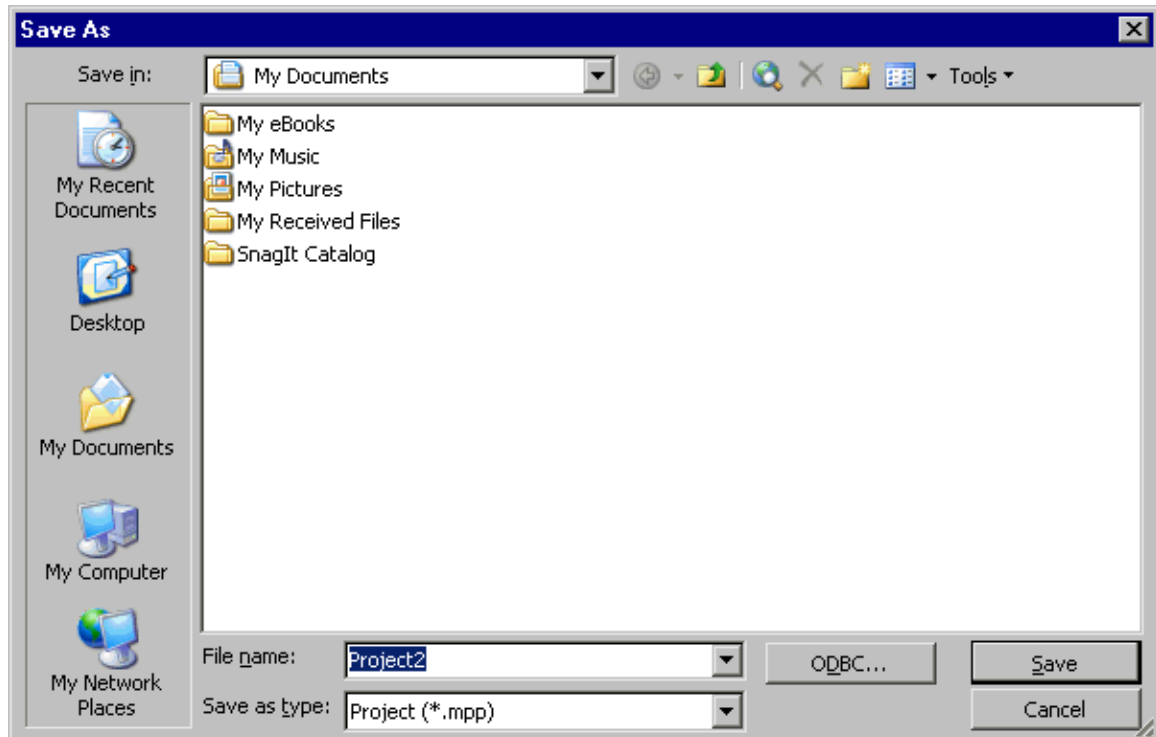 Save As
Save in:
My Documents
Tools
My Recent
Documents
Desktop
My Documents
My Computer
My Network
Places
My eBooks
My Music
My Pictures
My Received Files
SnagIt Catalog
File name:
Project2
ODBC...
Save
Save as type:
Project (*.mpp)
Cancel